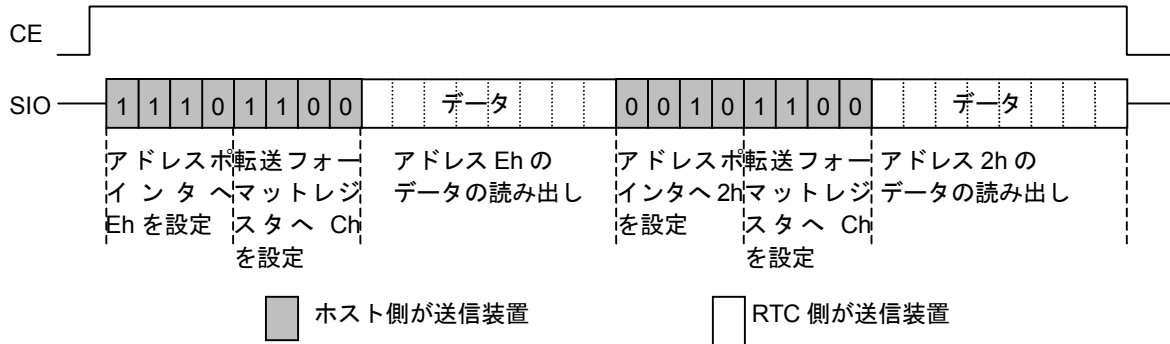 CE
SIO 1 1 1 0 1 1 0 0 データ 0 0 1 0 1 1 0 0 データ
アドレスポ
インタへ
Eh を設定
転送フォー
マットレジ
スタへ Ch
を設定
アドレス Eh の
データの読み出し
アドレスポ
インタへ 2h
を設定
転送フォー
マットレジ
スタへ Ch
を設定
アドレス 2h の
データの読み出し
ホスト側が送信装置
RTC 側が送信装置